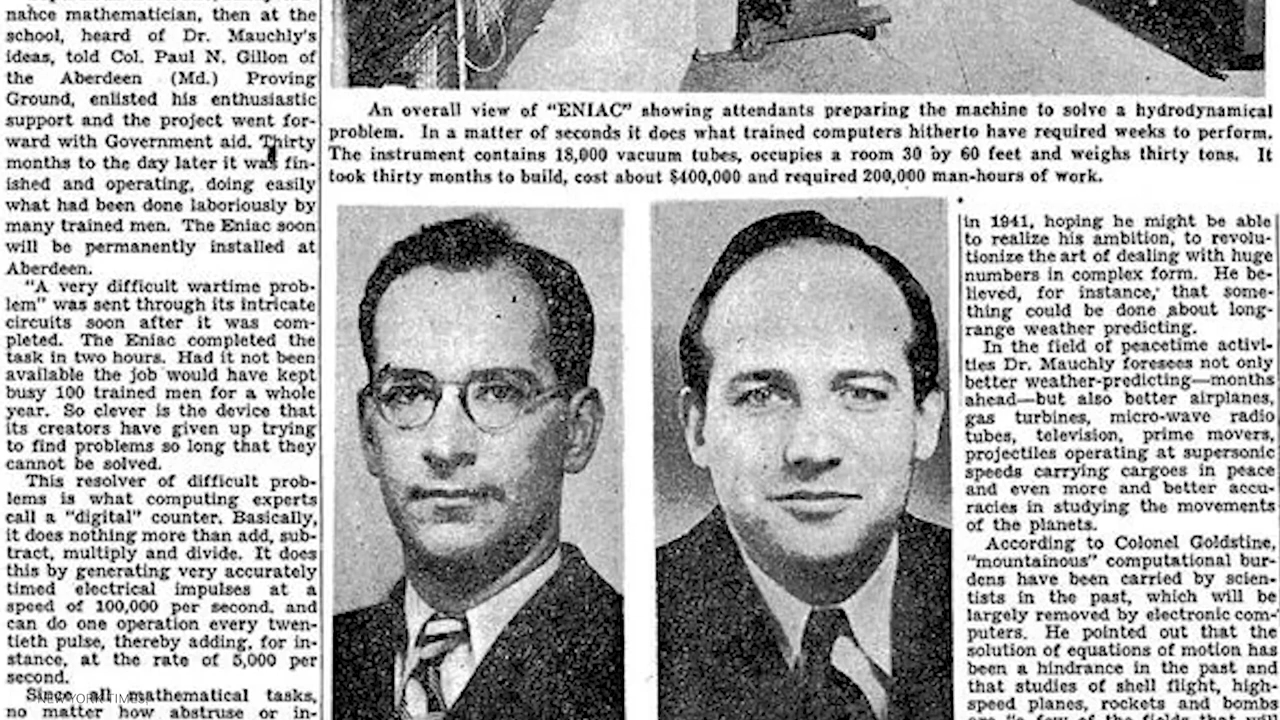 nance mathematician, then at the
school, heard of Dr. Mauchly's
ideas, told Col. Paul N. Gillon of
the Aberdeen (Md.) Proving
Ground, enlisted his enthusiastic
support and the project went for-
ward with Government aid. Thirty
months to the day later it was fin-
ished and operating, doing easily
what had been done laboriously by
many trained men. The Eniac soon
will be permanently installed at
Aberdeen.
"A very difficult wartime prob-
lem" was sent through its intricate
circuits soon after it was com-
pleted. The Eniac completed the
task in two hours. Had it not been
available the job would have kept
busy 100 trained men for a whole
year. So clever is the device that
its creators have given up trying
to find problems so long that they
cannot be solved.
This resolver of difficult prob-
lems is what computing experts
call a "digital" counter. Basically,
it does nothing more than add, sub-
tract, multiply and divide. It does
this by generating very accurately
timed electrical impulses at a
speed of 100,000 per second, and
can do one operation every twen-
tieth pulse, thereby adding, for in-
stance, at the rate of 5,000 per
second.
Since all mathematical tasks,
no matter how abstruse or in-
NEW YORK TIMES
An overall view of "ENIAC" showing attendants preparing the machine to solve a hydrodynamical
problem. In a matter of seconds it does what trained computers hitherto have required weeks to perform.
The instrument contains 18,000 vacuum tubes, occupies a room 30 by 60 feet and weighs thirty tons. It
took thirty months to build, cost about $400,000 and required 200,000 man-hours of work.
in 1941, hoping he might be able
to realize his ambition, to revolu-
tionize the art of dealing with huge
numbers in complex form. He be-
lieved, for instance, that some-
thing could be done about long-
range weather predicting.
In the field of peacetime activi-
ties Dr. Mauchly foresees not only
better weather-predicting—months
ahead—but also better airplanes,
gas turbines, micro-wave radio
tubes, television, prime movers,
projectiles operating at supersonic
speeds carrying cargoes in peace
and even more and better accu-
racies in studying the movements
of the planets.
According to Colonel Goldstine,
"mountainous" computational bur-
dens have been carried by scien-
tists in the past, which will be
largely removed by electronic com-
puters. He pointed out that the
solution of equations of motion has
been a hindrance in the past and
that studies of shell flight, high-
speed planes, rockets and bombs